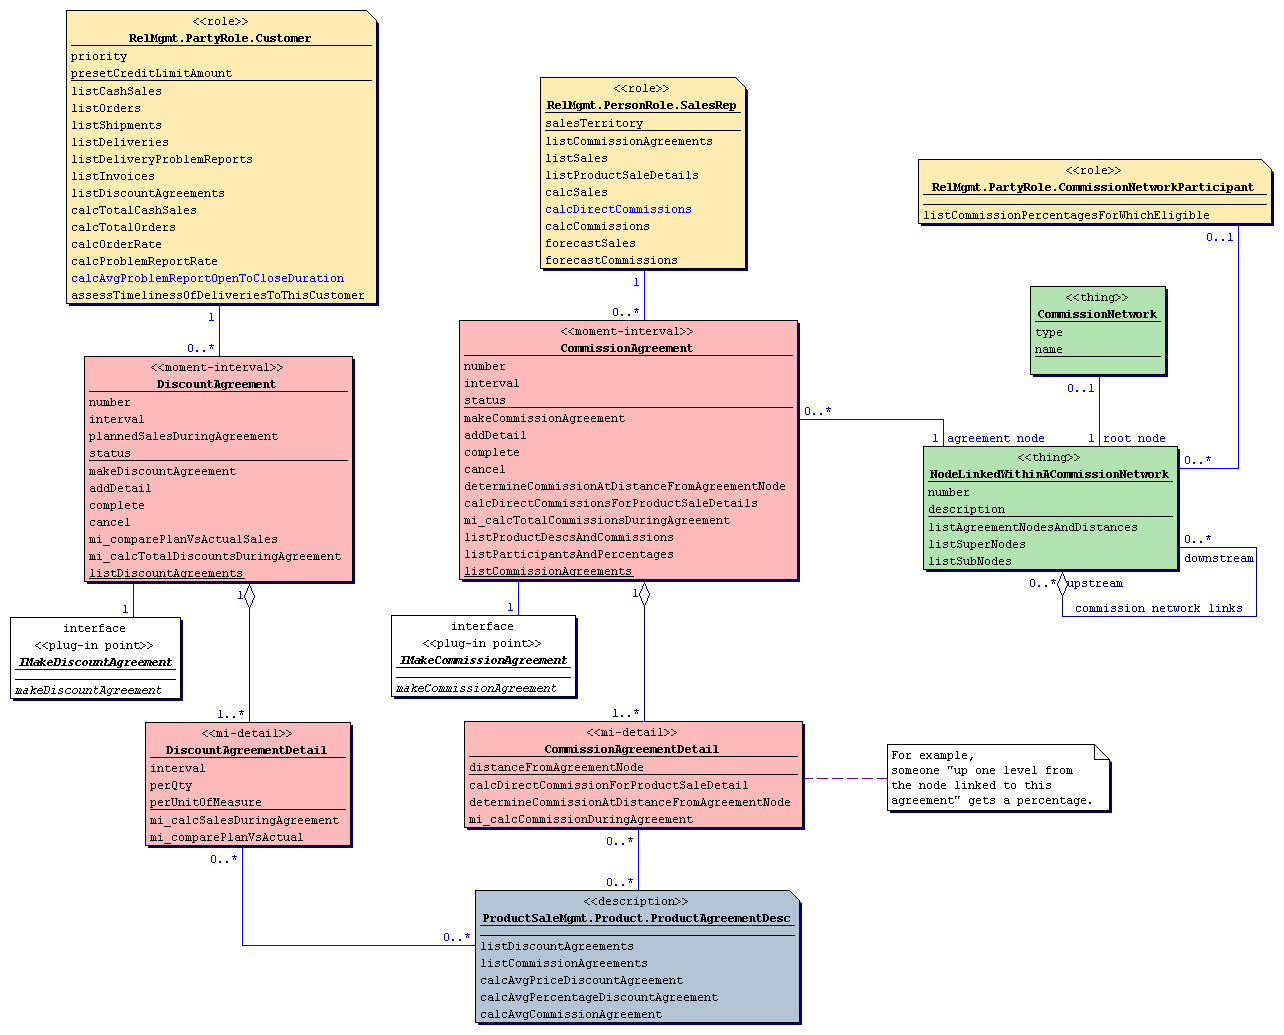 <<role>>
RelMgmt.PartyRole.Customer
priority
presetCreditLimitAmount
listCashSales
listOrders
listShipments
listDeliveries
listDeliveryProblemReports
listInvoices
listDiscountAgreements
calcTotalCashSales
calcTotalOrders
calcOrderRate
calcProblemReportRate
calcAvgProblemReportOpenToCloseDuration
assessTimelinessOfDeliveriesToThisCustomer
1
0..*
<<moment-interval>>
DiscountAgreement
number
interval
plannedSalesDuringAgreement
status
makeDiscountAgreement
addDetail
complete
cancel
mi_comparePlanVsActualSales
mi_calcTotalDiscountsDuringAgreement
listDiscountAgreements
1
1
interface
<<plug-in point>>
IMakeDiscountAgreement
makeDiscountAgreement
1..*
<<mi-detail>>
DiscountAgreementDetail
interval
perQty
perUnitOfMeasure
mi_calcSalesDuringAgreement
mi_comparePlanVsActual
0..*
0..*
<<role>>
RelMgmt.PersonRole.SalesRep
salesTerritory
listCommissionAgreements
listSales
listProductSaleDetails
calcSales
calcDirectCommissions
calcCommissions
forecastSales
forecastCommissions
1
0..*
<<moment-interval>>
CommissionAgreement
number
interval
status
makeCommissionAgreement
addDetail
complete
cancel
determineCommissionAtDistanceFromAgreementNode
calcDirectCommissionsForProductSaleDetails
mi_calcTotalCommissionsDuringAgreement
listProductDescsAndCommissions
listParticipantsAndPercentages
listCommissionAgreements
1
1
interface
<<plug-in point>>
IMakeCommissionAgreement
makeCommissionAgreement
1..*
<<mi-detail>>
CommissionAgreementDetail
distanceFromAgreementNode
calcDirectCommissionForProductSaleDetail
determineCommissionAtDistanceFromAgreementNode
mi_calcCommissionDuringAgreement
0..*
0..*
<<description>>
ProductSaleMgmt.Product.ProductAgreementDesc
listDiscountAgreements
listCommissionAgreements
calcAvgPriceDiscountAgreement
calcAvgPercentageDiscountAgreement
calcAvgCommissionAgreement
<<role>>
RelMgmt.PartyRole.CommissionNetworkParticipant
listCommissionPercentagesForWhichEligible
0..1
<<thing>>
CommissionNetwork
type
name
0..1
0..*
1 agreement node
1 root node
0..*
<<thing>>
NodeLinkedWithinACommissionNetwork
number
description
listAgreementNodesAndDistances
listSuperNodes
listSubNodes
0..*
downstream
0..*
upstream
commission network links
For example,
someone "up one level from
the node linked to this
agreement" gets a percentage.